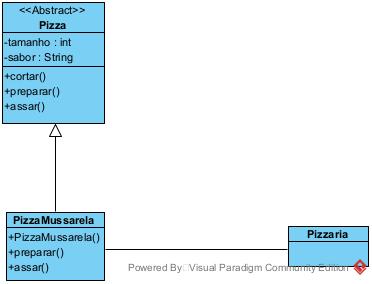 <<Abstract>>
Pizza
-tamanho : int
-sabor : String
+cortar()
+preparar()
+assar()
PizzaMussarela
+PizzaMussarela()
+preparar()
+assar()
Pizzaria
Powered By Visual Paradigm Community Edition